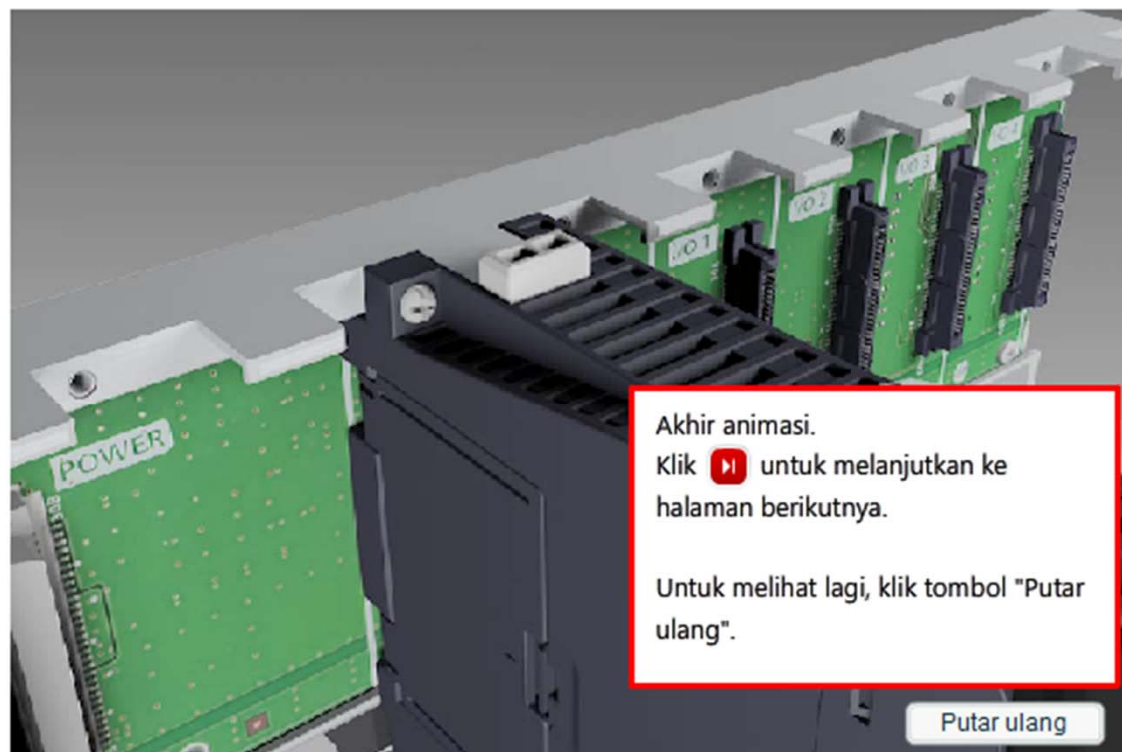 POWER
I/O 1
I/O 2
I/O 3
I/O 4
Akhir animasi.
Klik untuk melanjutkan ke
halaman berikutnya.
Untuk melihat lagi, klik tombol "Putar
ulang".
Putar ulang